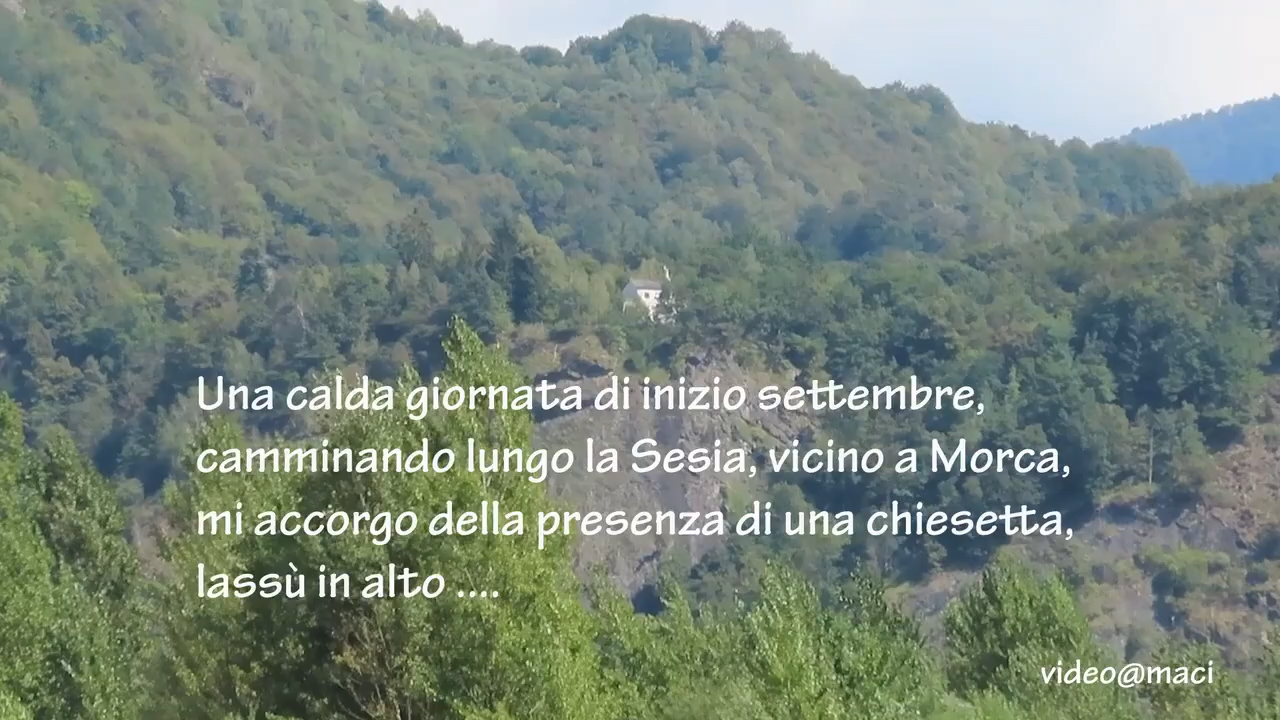 Una calda giornata di inizio settembre,
camminando lungo la Sesia, vicino a Morca,
mi accorgo della presenza di una chiesetta,
lassù in alto ....
video@maci